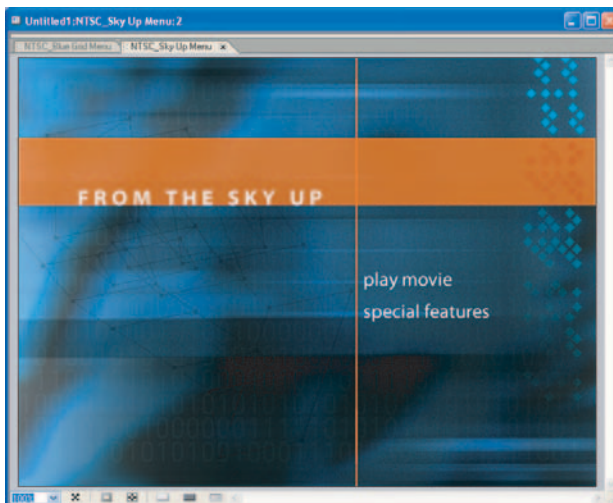 Untitled1:NTSC_Sky Up Menu: 2
NTSC_Blue Grid Menu
NTSC_Sky Up Menu x
FROM THE SKY UP
play movie
special features
100%